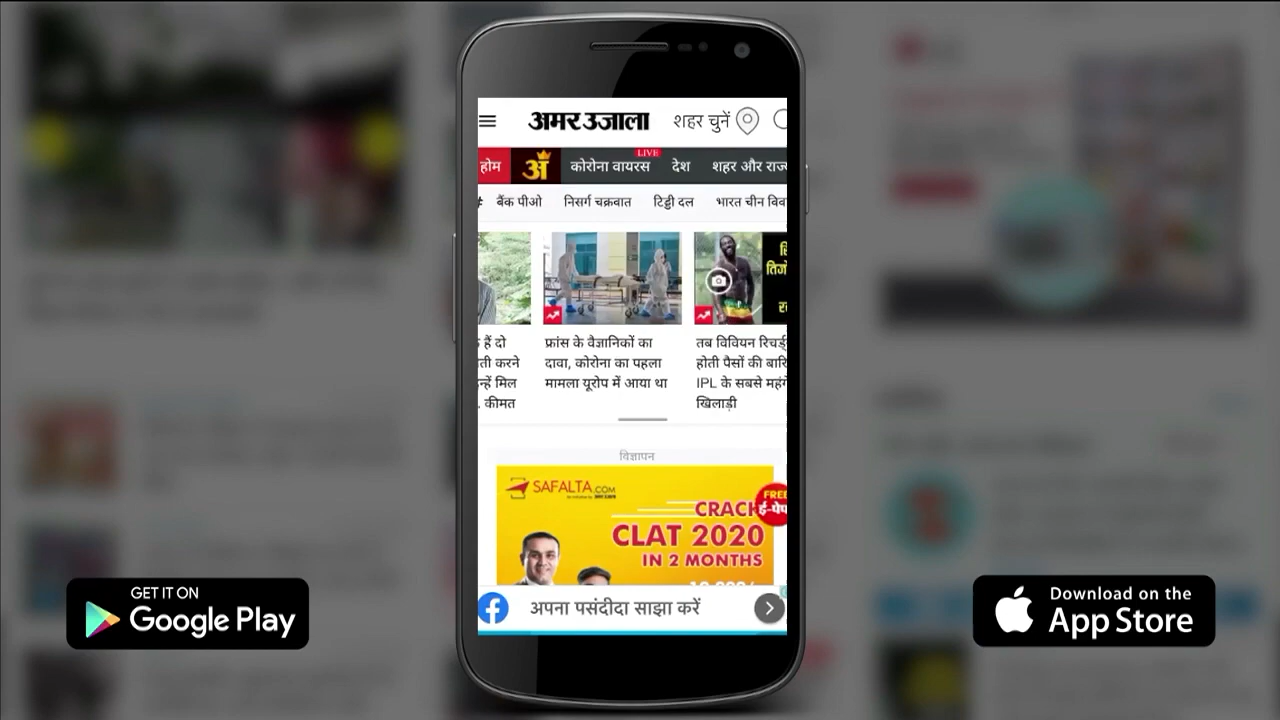 अमर उजाला
शहर चुनें
LIVE
होम
अ
कोरोना वायरस
देश
शहर और राज्य
#
बैंक पीओ
निसर्ग चक्रवात
टिड्डी दल
भारत चीन विवा
हैं दो
ती करने
न्हें मिल
. कीमत
फ्रांस के वैज्ञानिकों का
दावा, कोरोना का पहला
मामला यूरोप में आया था
तब विवियन रिचर्ड
होती पैसों की बारि
IPL के सबसे महंगे
खिलाड़ी
विज्ञापन
SAFALTA.COM
FREE
ई-पेप
CRACK
CLAT 2020
IN 2 MONTHS
अपना पसंदीदा साझा करें
GET IT ON
Google Play
Download on the
App Store